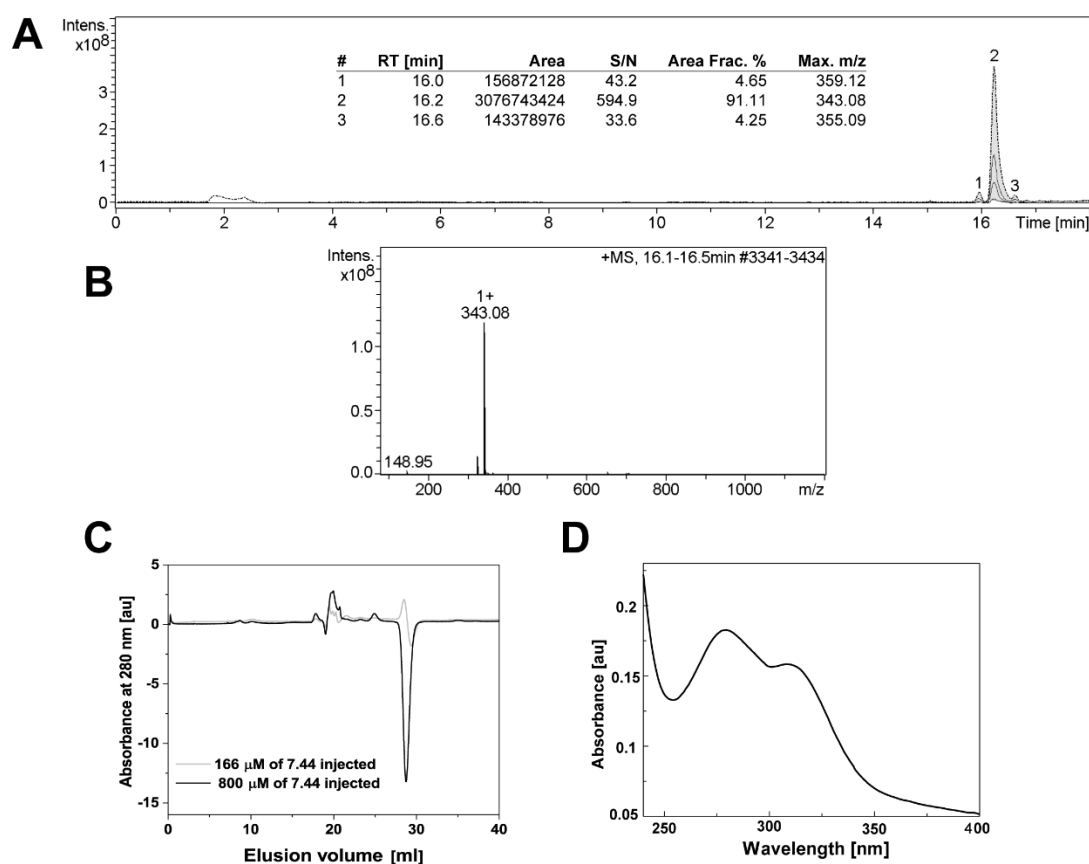 A
Intens.
x10⁸
3
2
1
0
# RT [min] Area S/N Area Frac. % Max. m/z
1 16.0 156872128 43.2 4.65 359.12
2 16.2 3076743424 594.9 91.11 343.08
3 16.6 143378976 33.6 4.25 355.09
2
1 3
0 2 4 6 8 10 12 14 16 Time [min]
B
Intens.
x10⁸
+MS, 16.1-16.5min #3341-3434
1+
343.08
1.0
0.5
0.0
148.95
200 400 600 800 1000 m/z
C
Absorbance at 280 nm [au]
5
0
-5
-10
-15
166 µM of 7.44 injected
800 µM of 7.44 injected
0 10 20 30 40
Elusion volume [ml]
D
Absorbance [au]
0.2
0.15
0.1
0.05
250 300 350 400
Wavelength [nm]